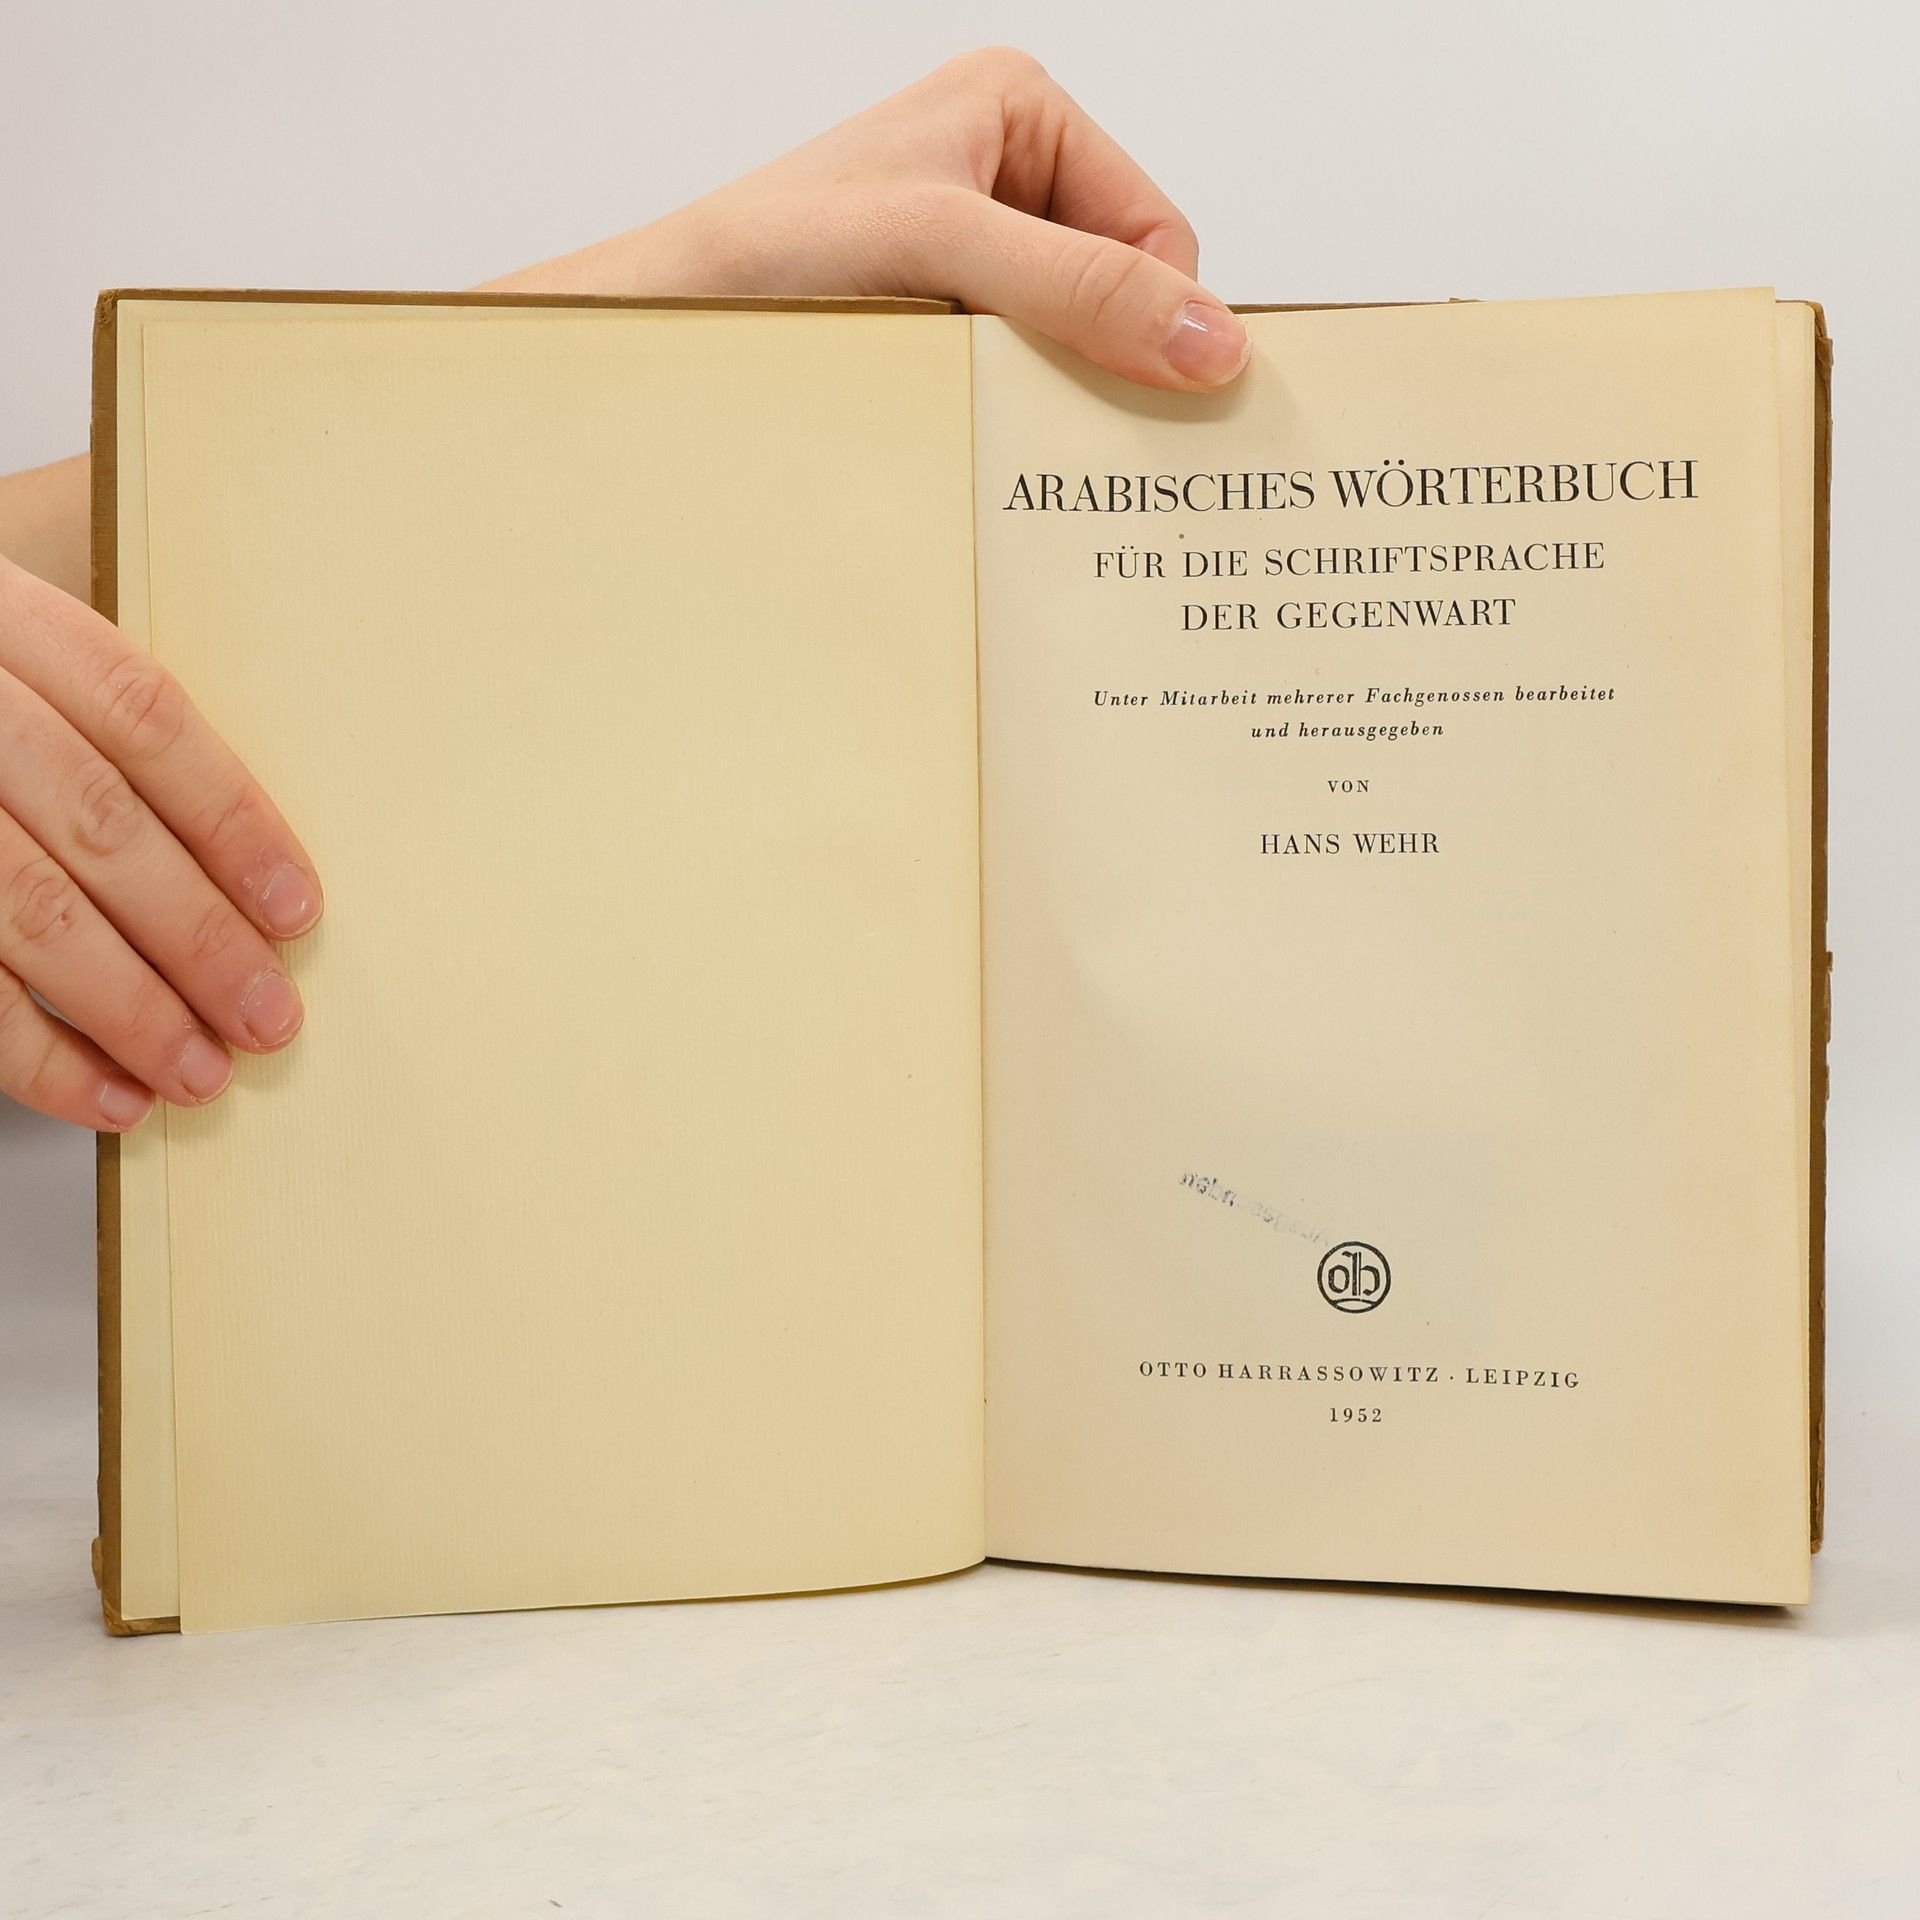 ARABISCHES WÖRTERBUCH
FÜR DIE SCHRIFTSPRACHE
DER GEGENWART
Unter Mitarbeit mehrerer Fachgenossen bearbeitet
und herausgegeben
VON
HANS WEHR
OTTO HARRASSOWITZ · LEIPZIG
1952